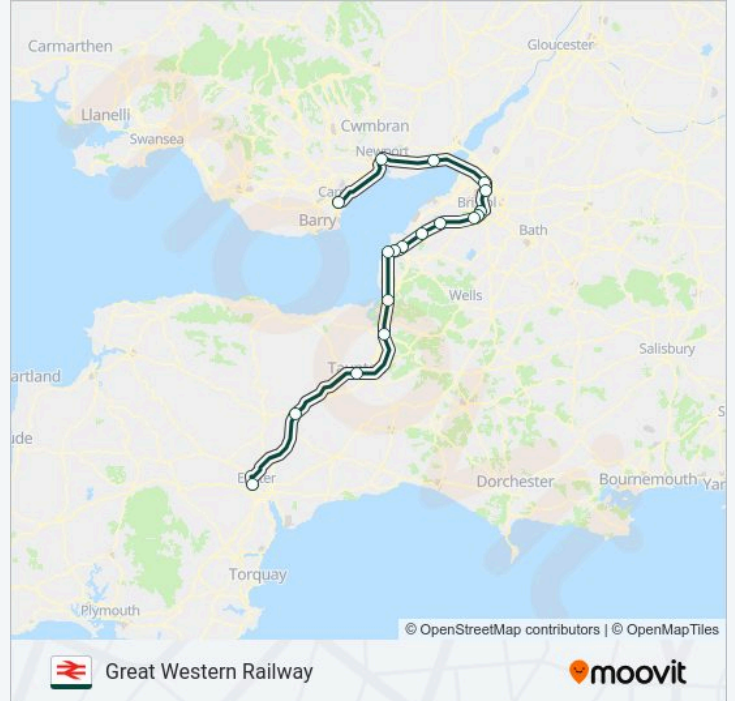 Carmarthen
Gloucester
Llanelli
Cwmbran
Swansea
Newport
Barry
Bath
Wells
Salisbury
artland
ude
Dorchester
Bournemouth
Yar
Torquay
Plymouth
© OpenStreetMap contributors | © OpenMapTiles
Great Western Railway
moovit